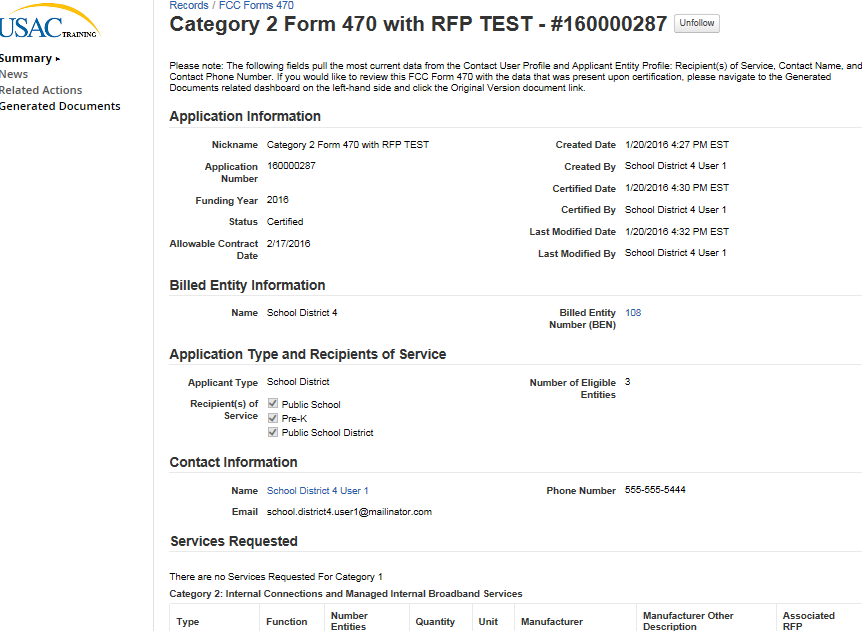 USAC TRAINING
Summary
News
Related Actions
Generated Documents
Records / FCC Forms 470
Category 2 Form 470 with RFP TEST - #160000287
Unfollow
Please note: The following fields pull the most current data from the Contact User Profile and Applicant Entity Profile: Recipient(s) of Service, Contact Name, and
Contact Phone Number. If you would like to review this FCC Form 470 with the data that was present upon certification, please navigate to the Generated
Documents related dashboard on the left-hand side and click the Original Version document link.
Application Information
Nickname Category 2 Form 470 with RFP TEST
Application Number 160000287
Funding Year 2016
Status Certified
Allowable Contract Date 2/17/2016
Created Date 1/20/2016 4:27 PM EST
Created By School District 4 User 1
Certified Date 1/20/2016 4:30 PM EST
Certified By School District 4 User 1
Last Modified Date 1/20/2016 4:32 PM EST
Last Modified By School District 4 User 1
Billed Entity Information
Name School District 4
Billed Entity Number (BEN) 108
Application Type and Recipients of Service
Applicant Type School District
Recipient(s) of Service
Public School
Pre-K
Public School District
Number of Eligible Entities 3
Contact Information
Name School District 4 User 1
Email school.district4.user1@mailinator.com
Phone Number 555-555-5444
Services Requested
There are no Services Requested For Category 1
Category 2: Internal Connections and Managed Internal Broadband Services
Type Function Number Entities Quantity Unit Manufacturer Manufacturer Other Description Associated RFP